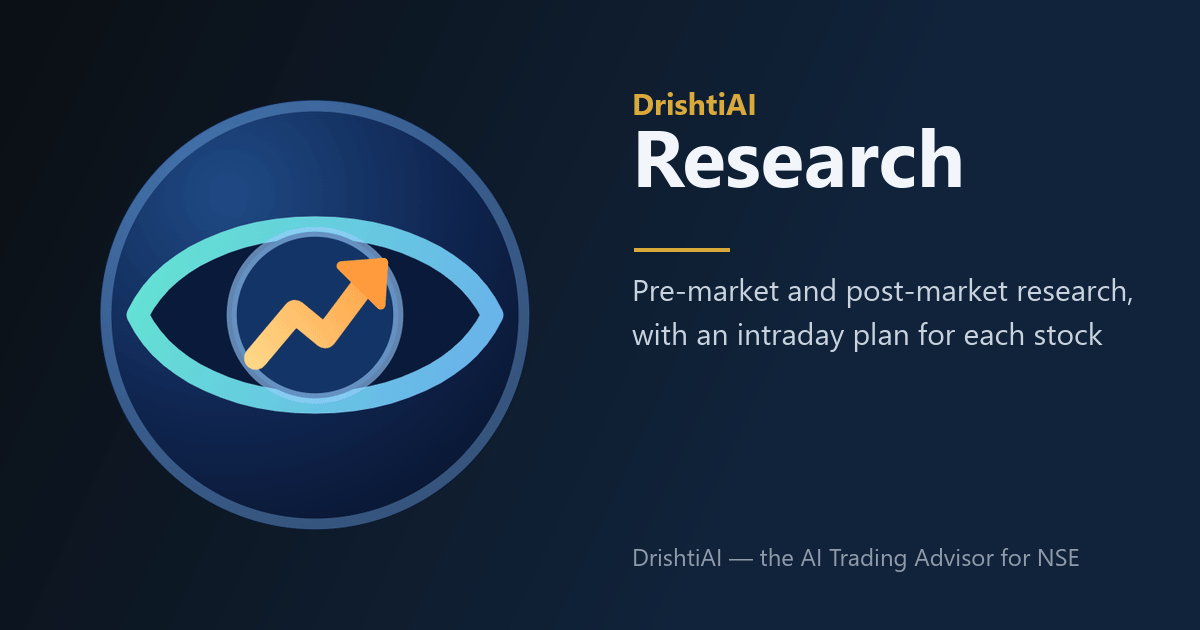 DrishtiAI
Research
Pre-market and post-market research,
with an intraday plan for each stock
DrishtiAI — the AI Trading Advisor for NSE